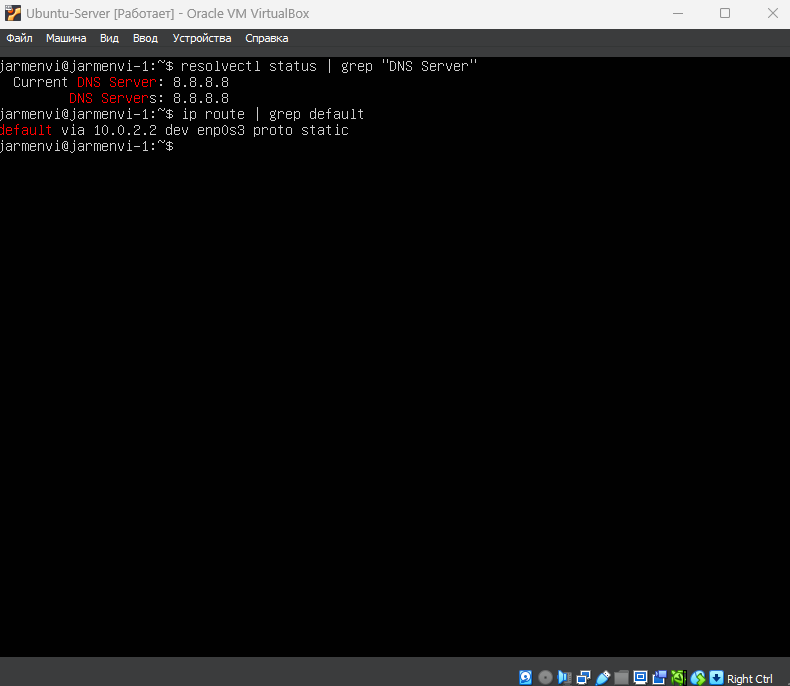 Ubuntu-Server [Работает] - Oracle VM VirtualBox
Файл Машина Вид Ввод Устройства Справка
jarmenvi@jarmenvi-1:~$ resolvectl status | grep "DNS Server"
  Current DNS Server: 8.8.8.8
         DNS Servers: 8.8.8.8
jarmenvi@jarmenvi-1:~$ ip route | grep default
default via 10.0.2.2 dev enp0s3 proto static
jarmenvi@jarmenvi-1:~$
Right Ctrl